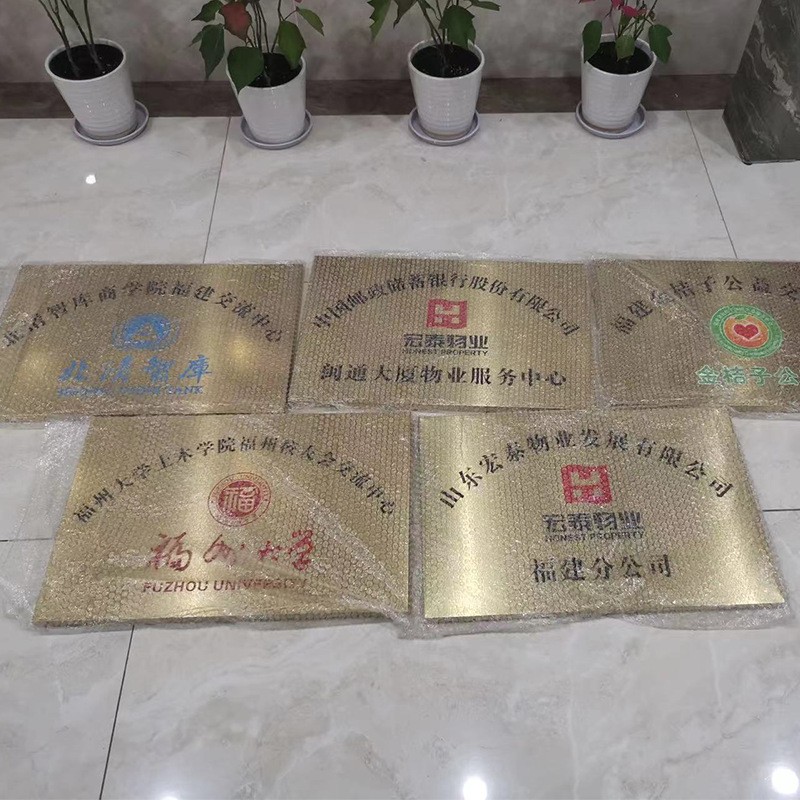 北清智库商学院福建交流中心
北清智库
中国邮政储蓄银行股份有限公司
宏泰物业
HONEST PROPERTY
闽通大厦物业服务中心
福建金桔子公益交
金桔子·公
福州大学土木学院福州校友会交流中心
福州大学
FUZHOU UNIVERSITY
山东宏泰物业发展有限公司
宏泰物业
HONEST PROPERTY
福建分公司